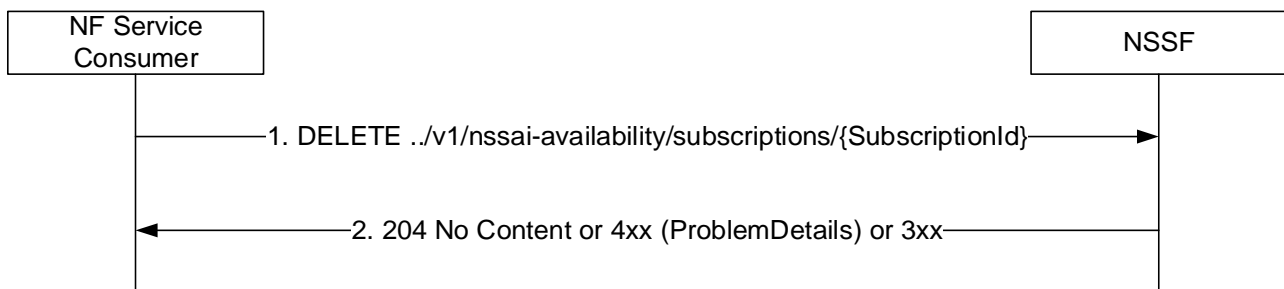 NF Service
Consumer
NSSF
1. DELETE ../v1/nssai-availability/subscriptions/{SubscriptionId}
2. 204 No Content or 4xx (ProblemDetails) or 3xx